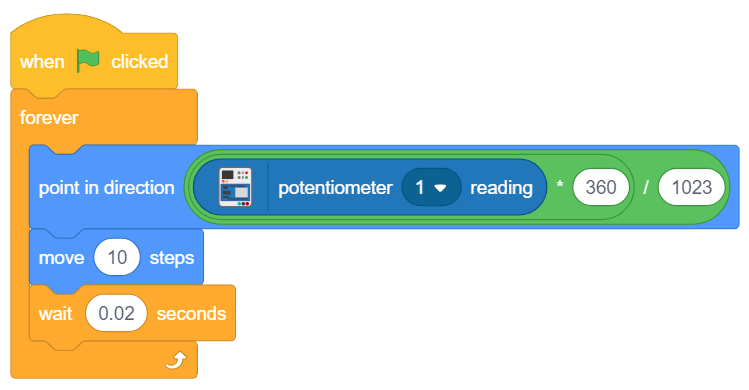 when clicked
forever
point in direction potentiometer 1 reading * 360 / 1023
move 10 steps
wait 0.02 seconds